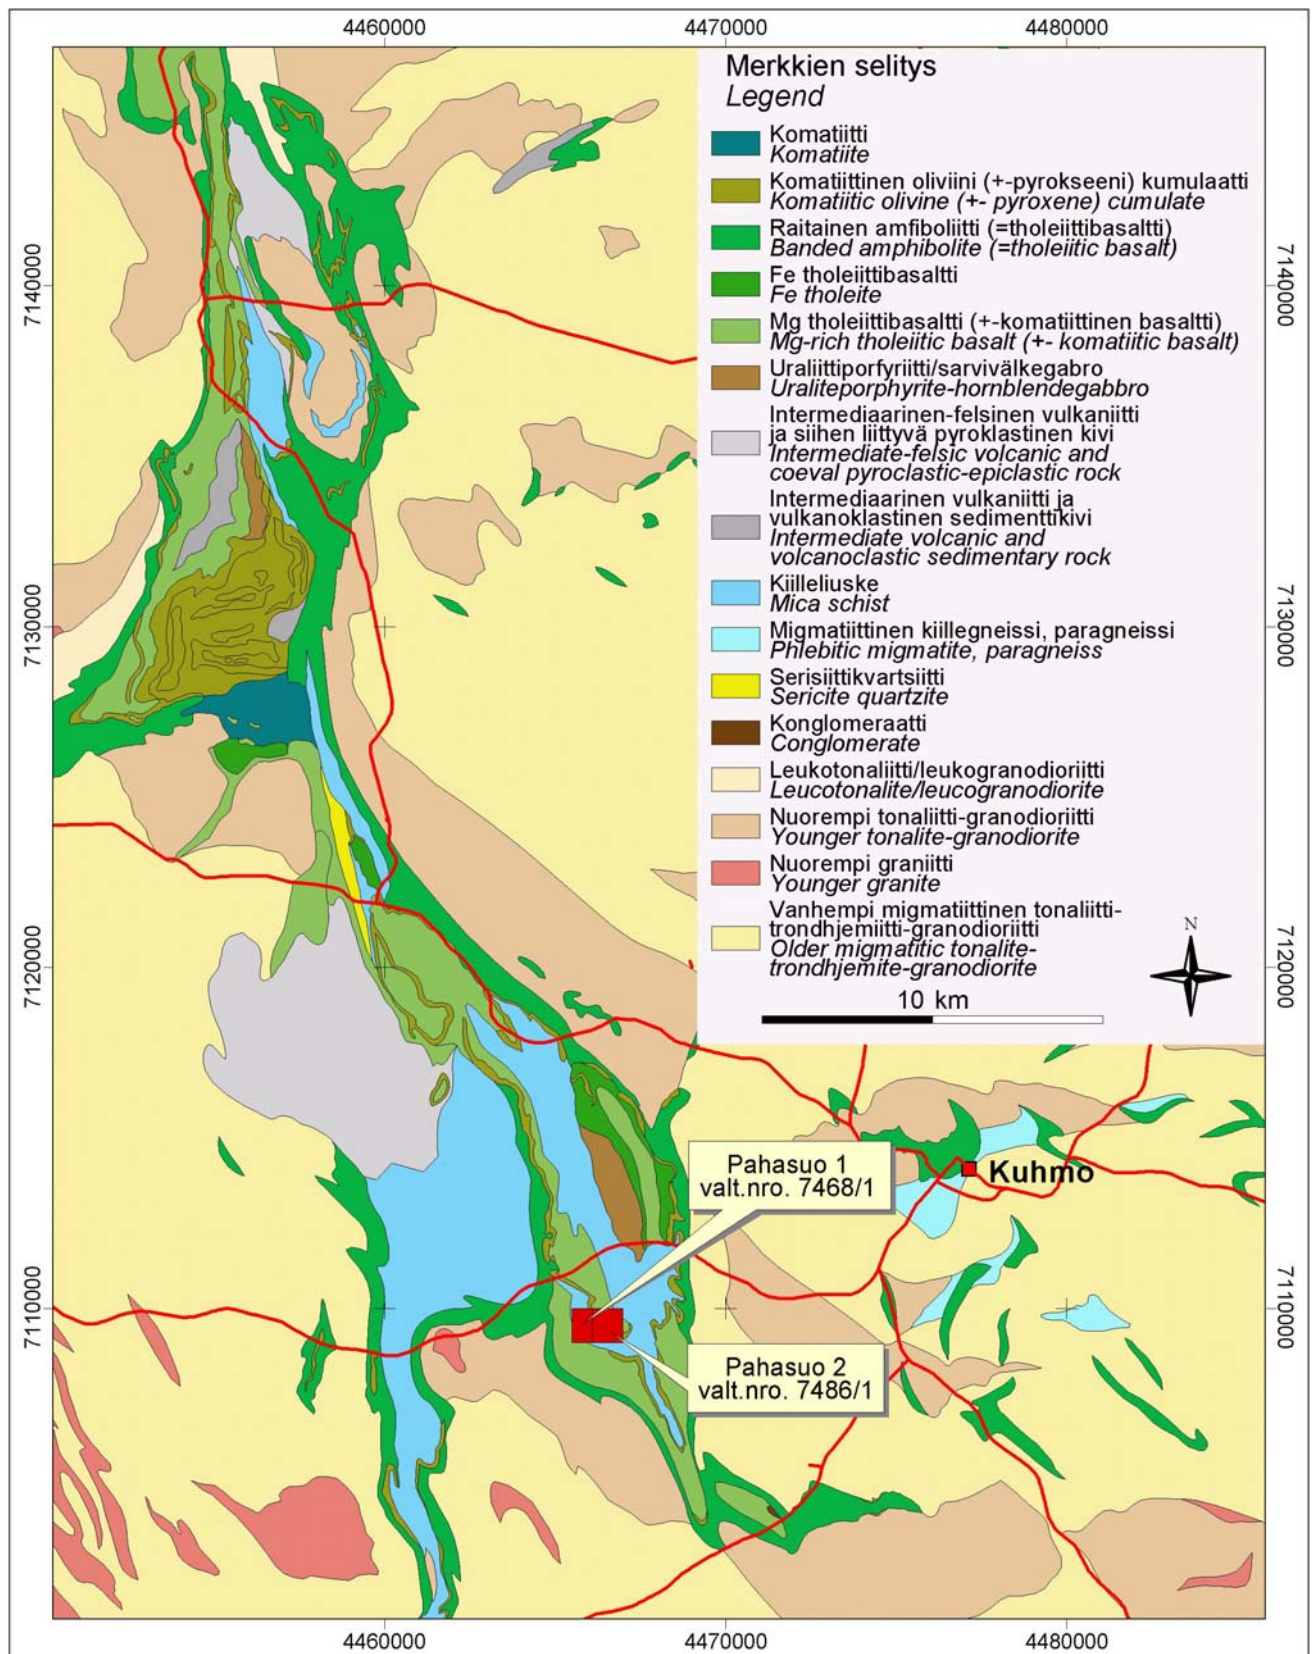 4460000
4470000
4480000
Merkkien selitys
Legend
Komatiitti
Komatiite
Komatiittinen oliviini (+-pyrokseeni) kumulaatti
Komatiitic olivine (+- pyroxene) cumulate
Raitainen amfiboliitti (=tholeiittibasaltti)
Banded amphibolite (=tholeiitic basalt)
Fe tholeiittibasaltti
Fe tholeite
Mg tholeiittibasaltti (+-komatiittinen basaltti)
Mg-rich tholeiitic basalt (+- komatiitic basalt)
Uraliittiporfyriitti/sarvivälkegabro
Uraliteporphyrite-hornblendegabbro
Intermediaarinen-felsinen vulkaniitti
ja siihen liittyvä pyroklastinen kivi
Intermediate-felsic volcanic and
coeval pyroclastic-epiclastic rock
Intermediaarinen vulkaniitti ja
vulkanoklastinen sedimenttikivi
Intermediate volcanic and
volcanoclastic sedimentary rock
Kiilleliuske
Mica schist
Migmatiittinen kiillegneissi, paragneissi
Phlebitic migmatite, paragneiss
Serisiittikvartsiitti
Sericite quartzite
Konglomeraatti
Conglomerate
Leukotonaliitti/leukogranodioriitti
Leucotonalite/leucogranodiorite
Nuorempi tonaliitti-granodioriitti
Younger tonalite-granodiorite
Nuorempi graniitti
Younger granite
Vanhempi migmatiittinen tonaliitti-
trondhjemiitti-granodioriitti
Older migmatitic tonalite-
trondhjemite-granodiorite
N
10 km
7140000
7140000
7130000
7130000
7120000
7120000
7110000
7110000
Pahasuo 1
valt.nro. 7468/1
Kuhmo
Pahasuo 2
valt.nro. 7486/1
4460000
4470000
4480000